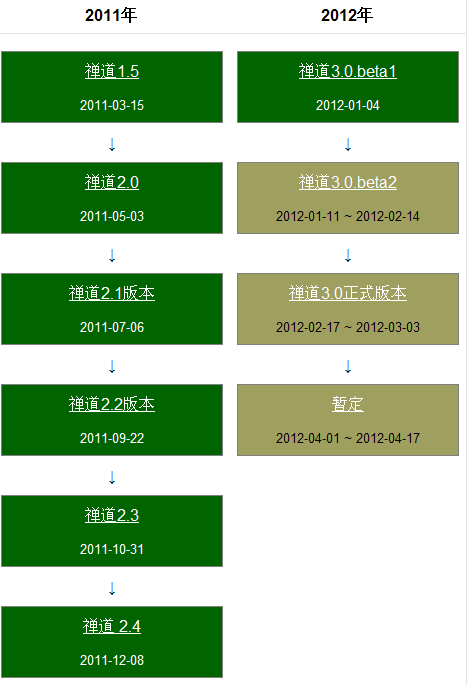 2011年
禅道1.5
2011-03-15
↓
禅道2.0
2011-05-03
↓
禅道2.1版本
2011-07-06
↓
禅道2.2版本
2011-09-22
↓
禅道2.3
2011-10-31
↓
禅道 2.4
2011-12-08
2012年
禅道3.0.beta1
2012-01-04
↓
禅道3.0.beta2
2012-01-11 ~ 2012-02-14
↓
禅道3.0正式版本
2012-02-17 ~ 2012-03-03
↓
暂定
2012-04-01 ~ 2012-04-17